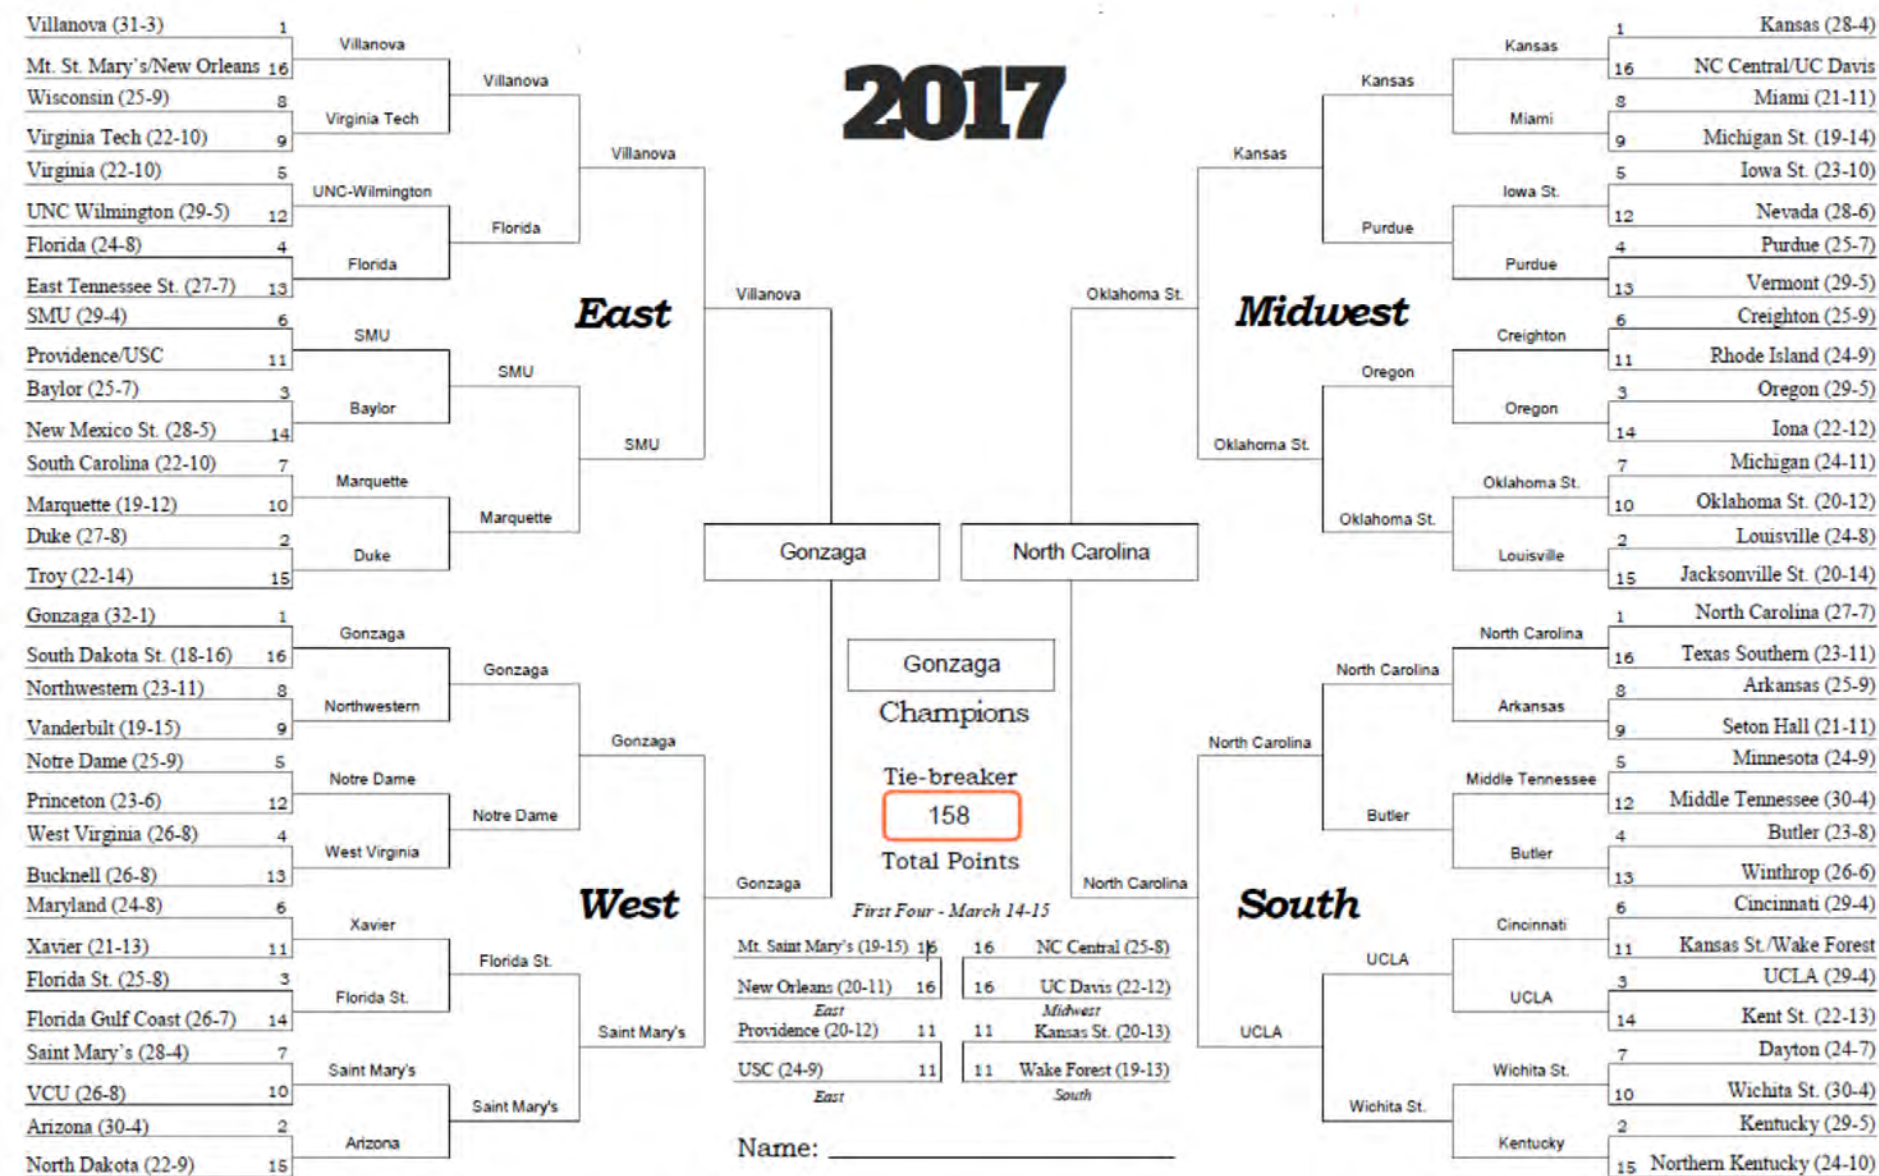 2017
Villanova (31-3) 1
Mt. St. Mary's/New Orleans 16
Wisconsin (25-9) 8
Virginia Tech (22-10) 9
Virginia (22-10) 5
UNC Wilmington (29-5) 12
Florida (24-8) 4
East Tennessee St. (27-7) 13
SMU (29-4) 6
Providence/USC 11
Baylor (25-7) 3
New Mexico St. (28-5) 14
South Carolina (22-10) 7
Marquette (19-12) 10
Duke (27-8) 2
Troy (22-14) 15
Villanova
Virginia Tech
UNC-Wilmington
Florida
SMU
Baylor
Marquette
Duke
Villanova
Florida
SMU
Marquette
Villanova
SMU
East
Villanova
Gonzaga (32-1) 1
South Dakota St. (18-16) 16
Northwestern (23-11) 8
Vanderbilt (19-15) 9
Notre Dame (25-9) 5
Princeton (23-6) 12
West Virginia (26-8) 4
Bucknell (26-8) 13
Maryland (24-8) 6
Xavier (21-13) 11
Florida St. (25-8) 3
Florida Gulf Coast (26-7) 14
Saint Mary's (28-4) 7
VCU (26-8) 10
Arizona (30-4) 2
North Dakota (22-9) 15
Gonzaga
Northwestern
Notre Dame
West Virginia
Xavier
Florida St.
Saint Mary's
Arizona
Gonzaga
Notre Dame
Florida St.
Saint Mary's
Gonzaga
Saint Mary's
West
Gonzaga
Gonzaga
North Carolina
Gonzaga
Champions
Tie-breaker
158
Total Points
First Four - March 14-15
Mt. Saint Mary's (19-15) 16
New Orleans (20-11) 16
East
Providence (20-12) 11
USC (24-9) 11
East
16 NC Central (25-8)
16 UC Davis (22-12)
Midwest
11 Kansas St. (20-13)
11 Wake Forest (19-13)
South
Name:
Oklahoma St.
Midwest
Kansas
Oklahoma St.
Kansas
Purdue
Oregon
Oklahoma St.
Kansas
Miami
Iowa St.
Purdue
Creighton
Oregon
Oklahoma St.
Louisville
1 Kansas (28-4)
16 NC Central/UC Davis
8 Miami (21-11)
9 Michigan St. (19-14)
5 Iowa St. (23-10)
12 Nevada (28-6)
4 Purdue (25-7)
13 Vermont (29-5)
6 Creighton (25-9)
11 Rhode Island (24-9)
3 Oregon (29-5)
14 Iona (22-12)
7 Michigan (24-11)
10 Oklahoma St. (20-12)
2 Louisville (24-8)
15 Jacksonville St. (20-14)
North Carolina
South
North Carolina
UCLA
North Carolina
Butler
UCLA
Wichita St.
North Carolina
Arkansas
Middle Tennessee
Butler
Cincinnati
UCLA
Wichita St.
Kentucky
1 North Carolina (27-7)
16 Texas Southern (23-11)
8 Arkansas (25-9)
9 Seton Hall (21-11)
5 Minnesota (24-9)
12 Middle Tennessee (30-4)
4 Butler (23-8)
13 Winthrop (26-6)
6 Cincinnati (29-4)
11 Kansas St./Wake Forest
3 UCLA (29-4)
14 Kent St. (22-13)
7 Dayton (24-7)
10 Wichita St. (30-4)
2 Kentucky (29-5)
15 Northern Kentucky (24-10)